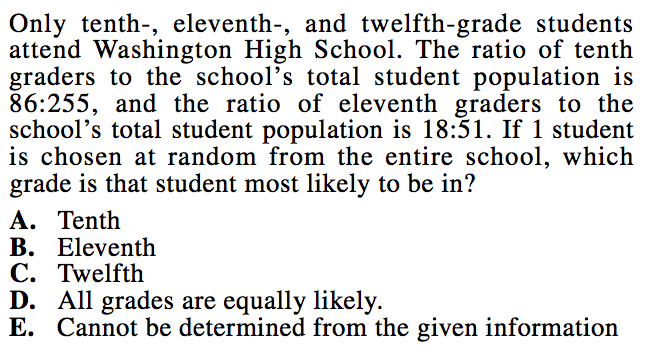 Only tenth-, eleventh-, and twelfth-grade students
attend Washington High School. The ratio of tenth
graders to the school’s total student population is
86:255, and the ratio of eleventh graders to the
school’s total student population is 18:51. If 1 student
is chosen at random from the entire school, which
grade is that student most likely to be in?
A. Tenth
B. Eleventh
C. Twelfth
D. All grades are equally likely.
E. Cannot be determined from the given information